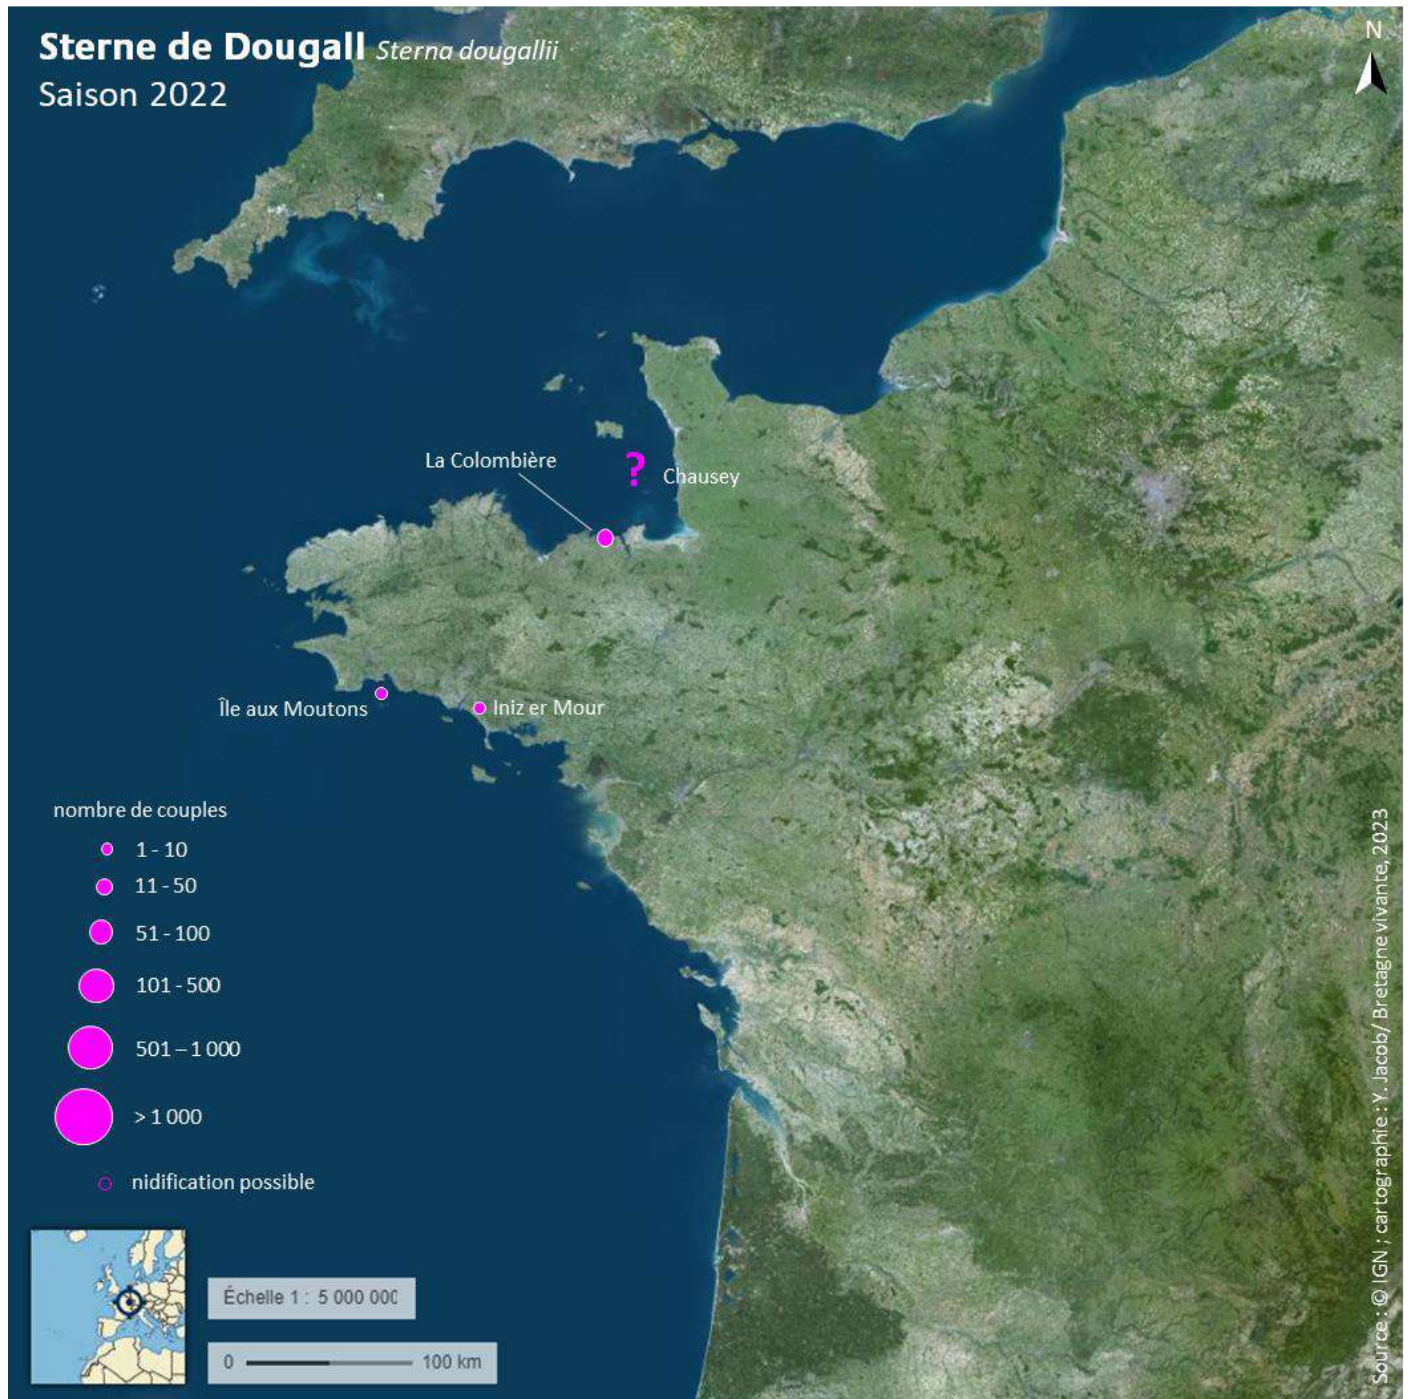 Sterne de Dougall Sterna dougallii
Saison 2022
N
La Colombière
?
Chausey
Île aux Moutons
Iniz er Mour
nombre de couples
1 - 10
11 - 50
51 - 100
101 - 500
501 – 1 000
> 1 000
nidification possible
Échelle 1 : 5 000 000
0 100 km
Source : © IGN ; cartographie : Y. Jacob/ Bretagne vivante, 2023